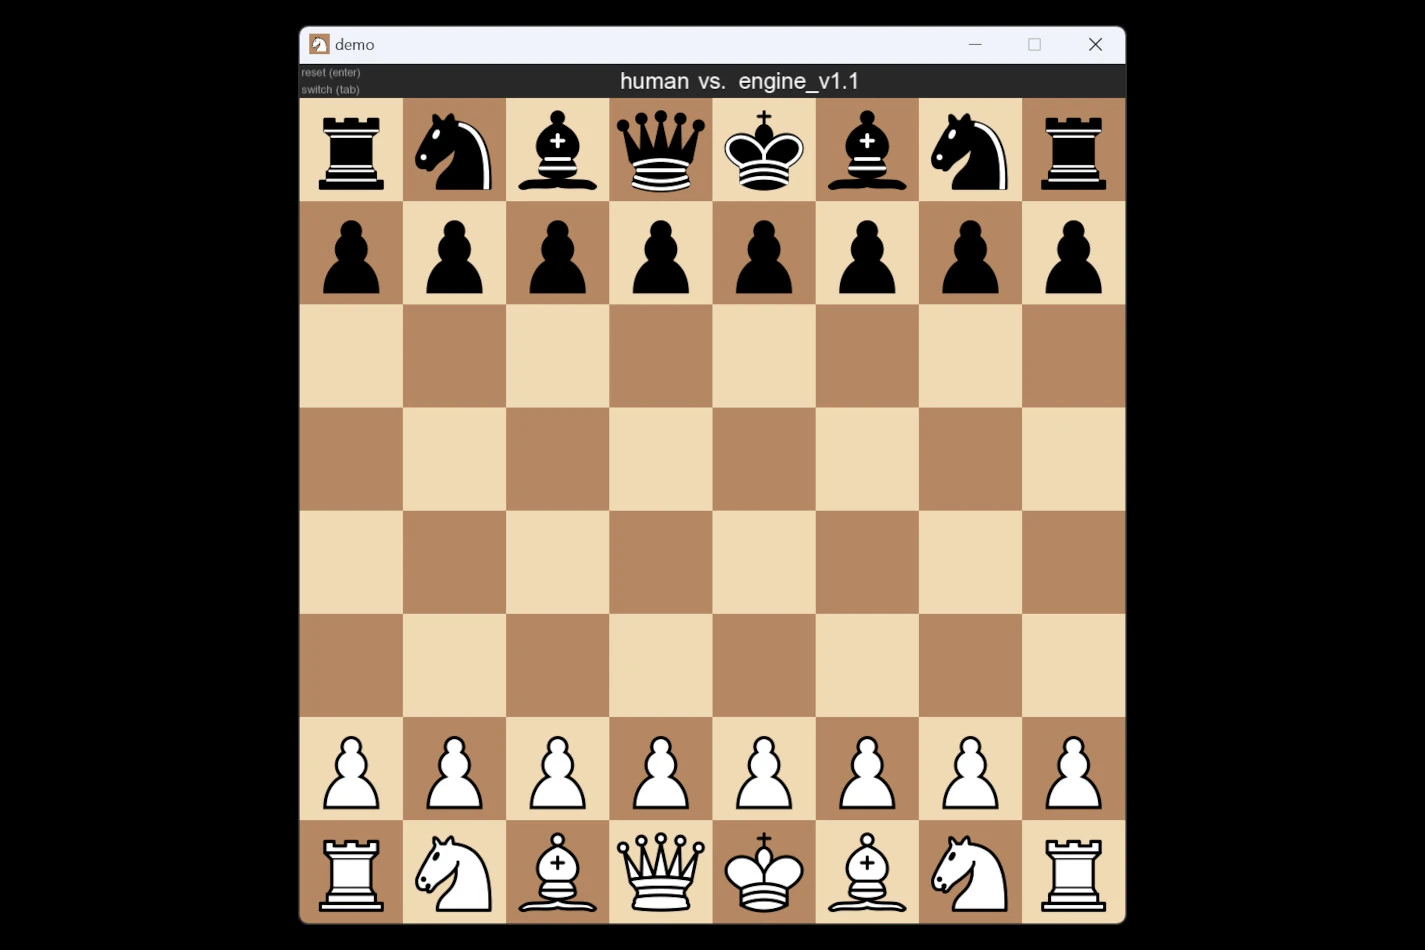 demo
reset (enter)
human vs. engine_v1.1
switch (tab)